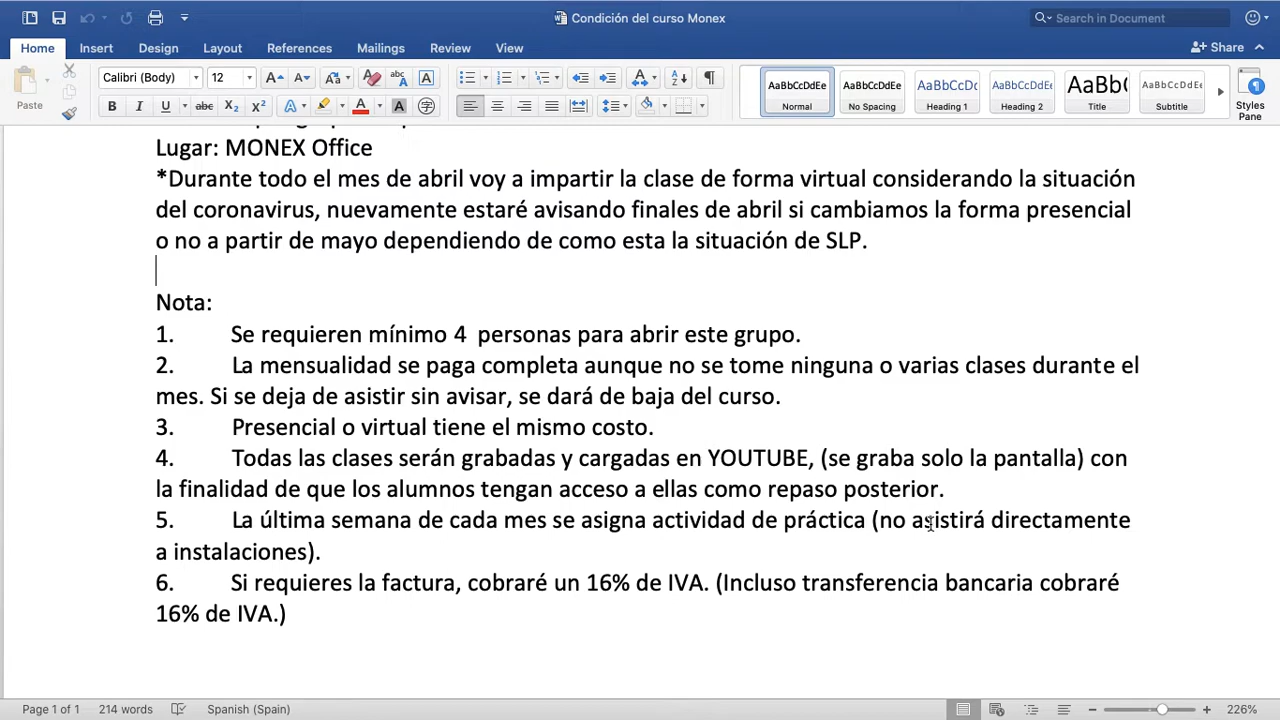 Condición del curso Monex
Search in Document
Home Insert Design Layout References Mailings Review View
Share
Paste
Calibri (Body) 12
AaBbCcDdEe AaBbCcDdEe AaBbCcDc AaBbCcDdEe AaBbC AaBbCcDdEe
Normal No Spacing Heading 1 Heading 2 Title Subtitle
Styles Pane
Lugar: MONEX Office
*Durante todo el mes de abril voy a impartir la clase de forma virtual considerando la situación
del coronavirus, nuevamente estaré avisando finales de abril si cambiamos la forma presencial
o no a partir de mayo dependiendo de como esta la situación de SLP.
Nota:
1. Se requieren mínimo 4 personas para abrir este grupo.
2. La mensualidad se paga completa aunque no se tome ninguna o varias clases durante el
mes. Si se deja de asistir sin avisar, se dará de baja del curso.
3. Presencial o virtual tiene el mismo costo.
4. Todas las clases serán grabadas y cargadas en YOUTUBE, (se graba solo la pantalla) con
la finalidad de que los alumnos tengan acceso a ellas como repaso posterior.
5. La última semana de cada mes se asigna actividad de práctica (no asistirá directamente
a instalaciones).
6. Si requieres la factura, cobraré un 16% de IVA. (Incluso transferencia bancaria cobraré
16% de IVA.)
Page 1 of 1 214 words Spanish (Spain) 226%